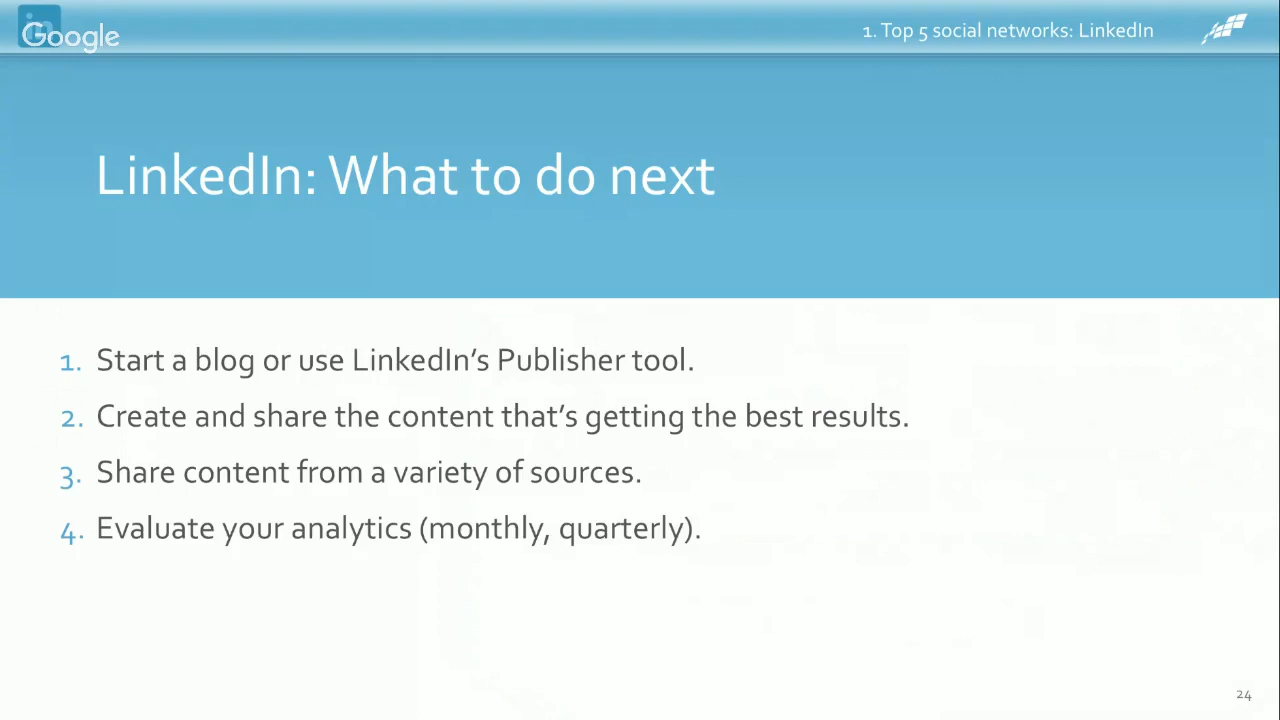 in
Google
1. Top 5 social networks: LinkedIn
LinkedIn: What to do next
1. Start a blog or use LinkedIn’s Publisher tool.
2. Create and share the content that’s getting the best results.
3. Share content from a variety of sources.
4. Evaluate your analytics (monthly, quarterly).
24